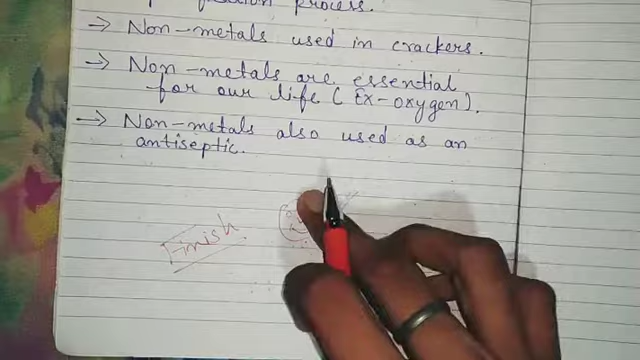 process.
→ Non-metals used in crackers.
→ Non-metals are essential
for our life (Ex-oxygen).
→ Non-metals also used as an
antiseptic.
Finish